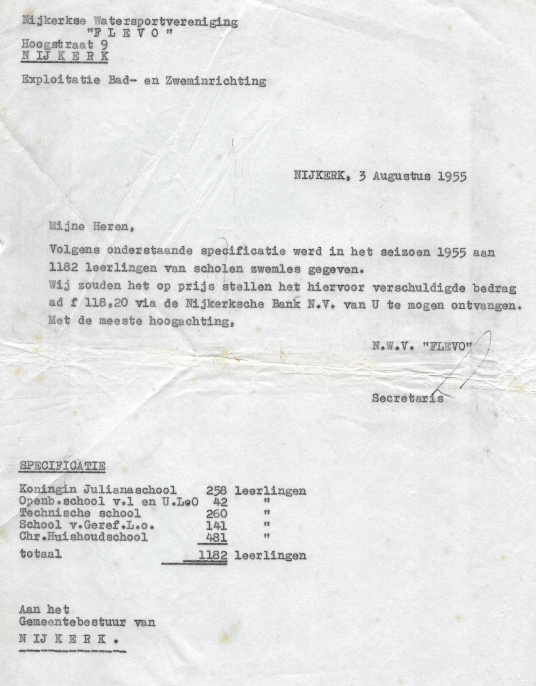 Nijkerkse Watersportvereniging
"F L E V O"
Hoogstraat 9
N IJ K E R K
Exploitatie Bad- en Zweminrichting
NIJKERK, 3 Augustus 1955
Mijne Heren,
Volgens onderstaande specificatie werd in het seizoen 1955 aan
1182 leerlingen van scholen zwemles gegeven.
Wij zouden het op prijs stellen het hiervoor verschuldigde bedrag
ad f 118,20 via de Nijkerksche Bank N.V. van U te mogen ontvangen.
Met de meeste hoogachting,
N.W.V. "FLEVO"
Secretaris
SPECIFICATIE
Koningin Julianaschool 258 leerlingen
Openb.school v.l en U.L.O 42 "
Technische school 260 "
School v.Geref.L.o. 141 "
Chr.Huishoudschool 481 "
totaal 1182 leerlingen
Aan het
Gemeentebestuur van
N IJ K E R K .